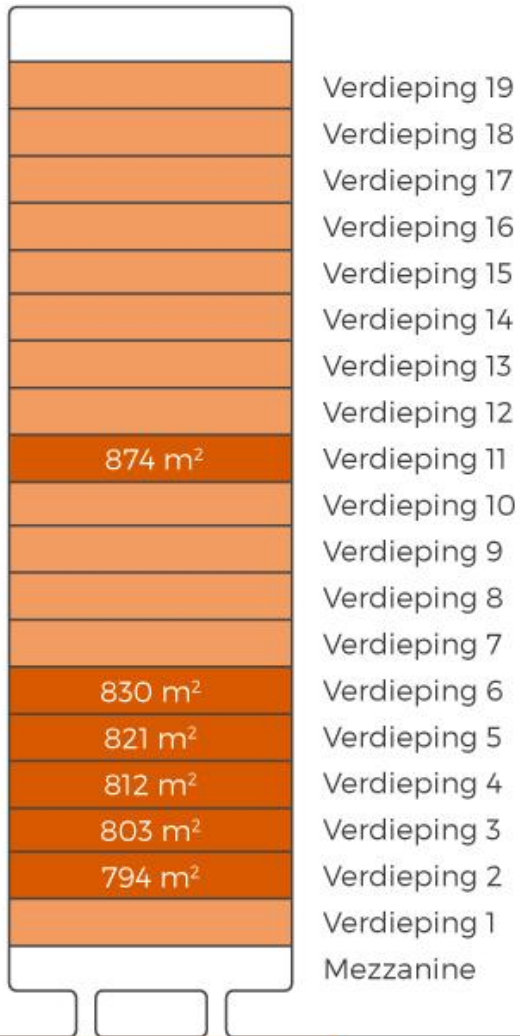 Verdieping 19
Verdieping 18
Verdieping 17
Verdieping 16
Verdieping 15
Verdieping 14
Verdieping 13
Verdieping 12
874 m² Verdieping 11
Verdieping 10
Verdieping 9
Verdieping 8
Verdieping 7
830 m² Verdieping 6
821 m² Verdieping 5
812 m² Verdieping 4
803 m² Verdieping 3
794 m² Verdieping 2
Verdieping 1
Mezzanine